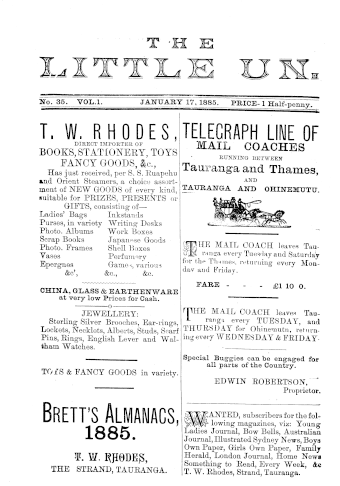 THE
LITTLE UN.
No. 35. VOL.1. JANUARY 17, 1885. PRICE-1 Half-penny.
T. W. RHODES,
DIRECT IMPORTER OF
BOOKS, STATIONERY, TOYS
FANCY GOODS, &c.,
Has just received, per S. S. Ruapehu
and Orient Steamers, a choice assort-
ment of NEW GOODS of every kind,
suitable for PRIZES, PRESENTS or
GIFTS, consisting of—
Ladies' Bags Inkstands
Purses, in variety Writing Desks
Photo. Albums Work Boxes
Scrap Books Japanese Goods
Photo. Frames Shell Boxes
Vases Perfumery
Epergnes Games, various
&c', &c., &c.
CHINA, GLASS & EARTHENWARE
at very low Prices for Cash.
JEWELLERY:
Sterling Silver Brooches, Ear-rings,
Lockets, Necklets, Alberts, Studs, Scarf
Pins, Rings, English Lever and Wal-
tham Watches.
TOYS & FANCY GOODS in variety.
BRETT'S ALMANACS,
1885.
T. W. RHODES,
THE STRAND, TAURANGA.
TELEGRAPH LINE OF
MAIL COACHES
RUNNING BETWEEN
Tauranga and Thames,
AND
TAURANGA AND OHINEMUTU.
THE MAIL COACH leaves Tau-
ranga every Tuesday and Saturday
for the Thames, returning every Mon-
day and Friday.
FARE - - - £1 10 0.
THE MAIL COACH leaves Tau-
ranga every TUESDAY, and
THURSDAY for Ohinemutu, return-
ing every WEDNESDAY & FRIDAY.
Special Buggies can be engaged for
all parts of the Country.
EDWIN ROBERTSON,
Proprietor.
WANTED, subscribers for the fol-
lowing magazines, viz: Young
Ladies Journal, Bow Bells, Australian
Journal, Illustrated Sydney News, Boys
Own Paper, Girls Own Paper, Family
Herald, London Journal, Home News
Something to Read, Every Week, &c
T. W. Rhodes, Strand, Tauranga.